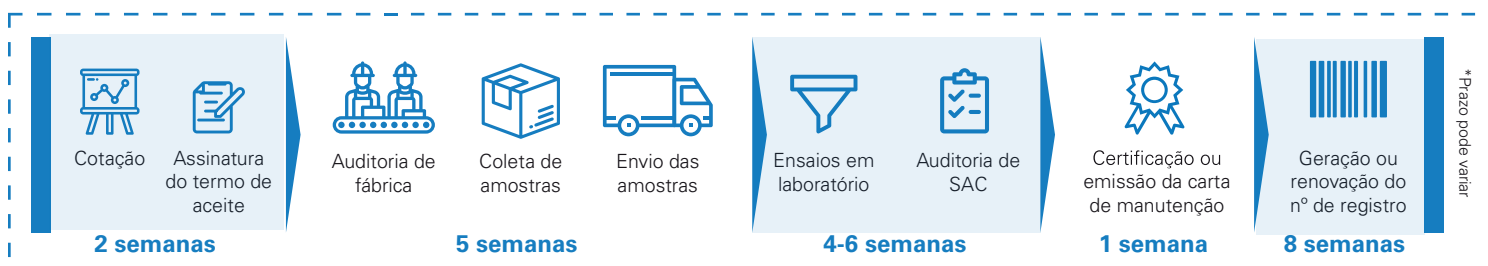 Cotação
Assinatura
do termo de
aceite
2 semanas
Auditoria de
fábrica
Coleta de
amostras
Envio das
amostras
5 semanas
Ensaios em
laboratório
Auditoria de
SAC
4-6 semanas
Certificação ou
emissão da carta
de manutenção
1 semana
Geração ou
renovação do
nº de registro
8 semanas
*Prazo pode variar